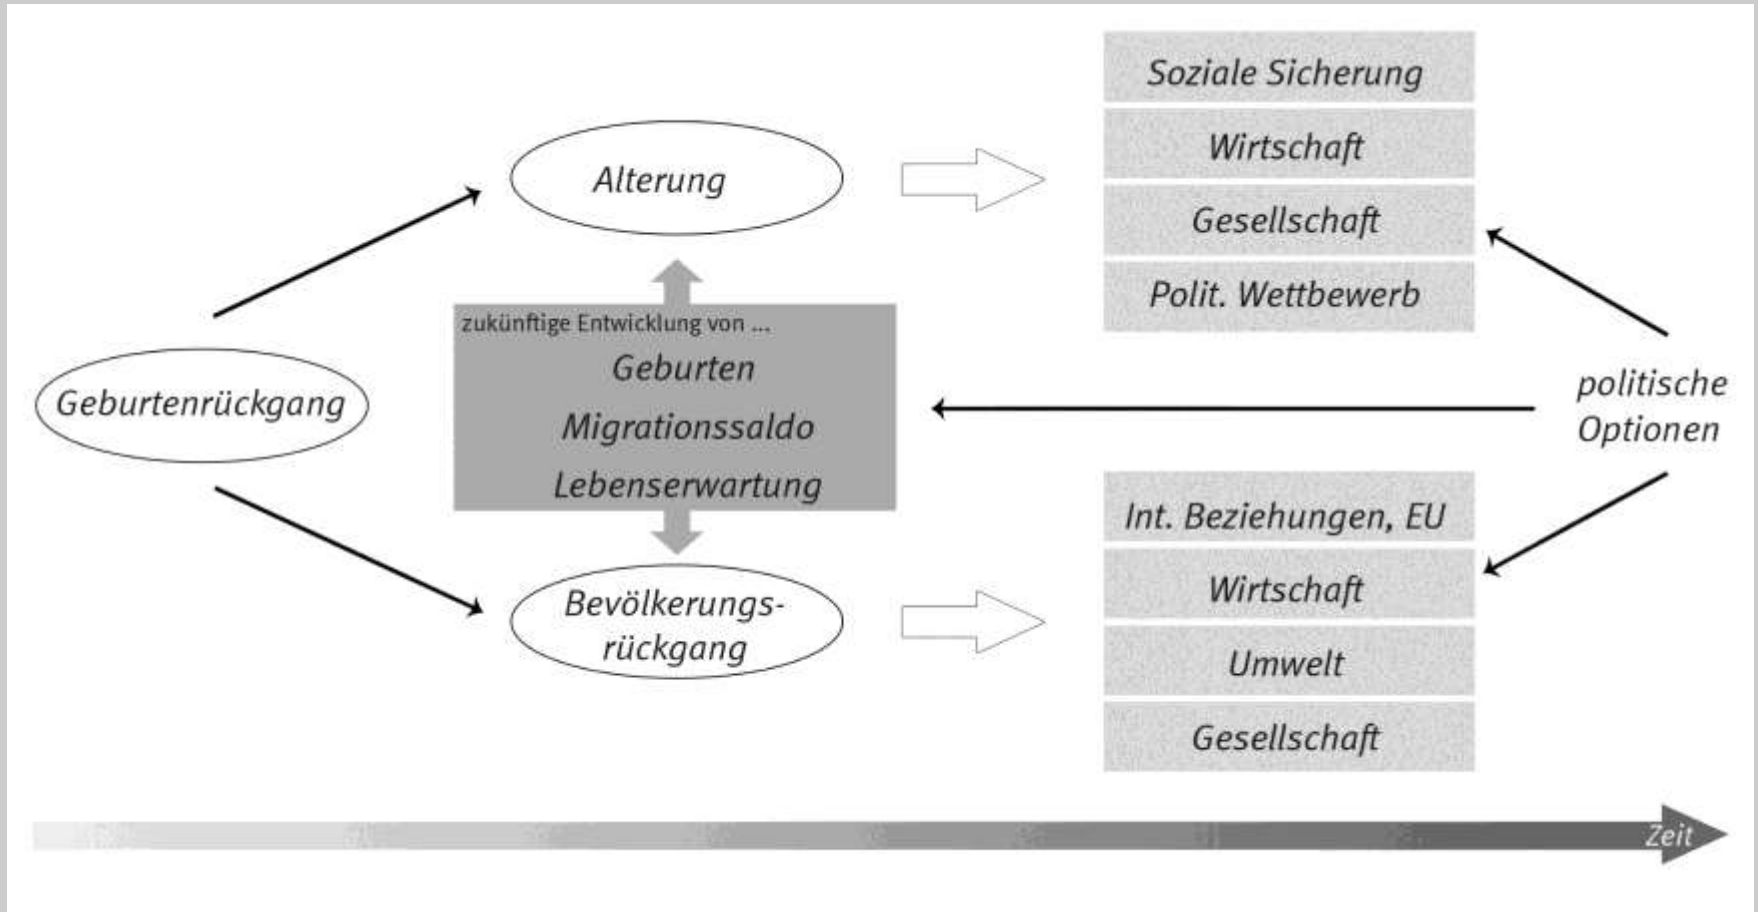 Soziale Sicherung
Wirtschaft
Gesellschaft
Polit. Wettbewerb
Alterung
zukünftige Entwicklung von ...
Geburten
Migrationssaldo
Lebenserwartung
Geburtenrückgang
politische
Optionen
Bevölkerungs-
rückgang
Int. Beziehungen, EU
Wirtschaft
Umwelt
Gesellschaft
Zeit